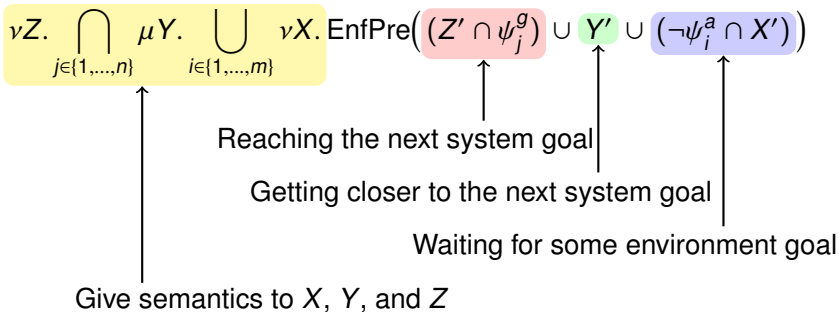 νZ. ⋂ μY. ⋃ νX. EnfPre((Z′ ∩ ψ_j^g) ∪ Y′ ∪ (¬ψ_i^a ∩ X′))
j∈{1,...,n} i∈{1,...,m}
Reaching the next system goal
Getting closer to the next system goal
Waiting for some environment goal
Give semantics to X, Y, and Z